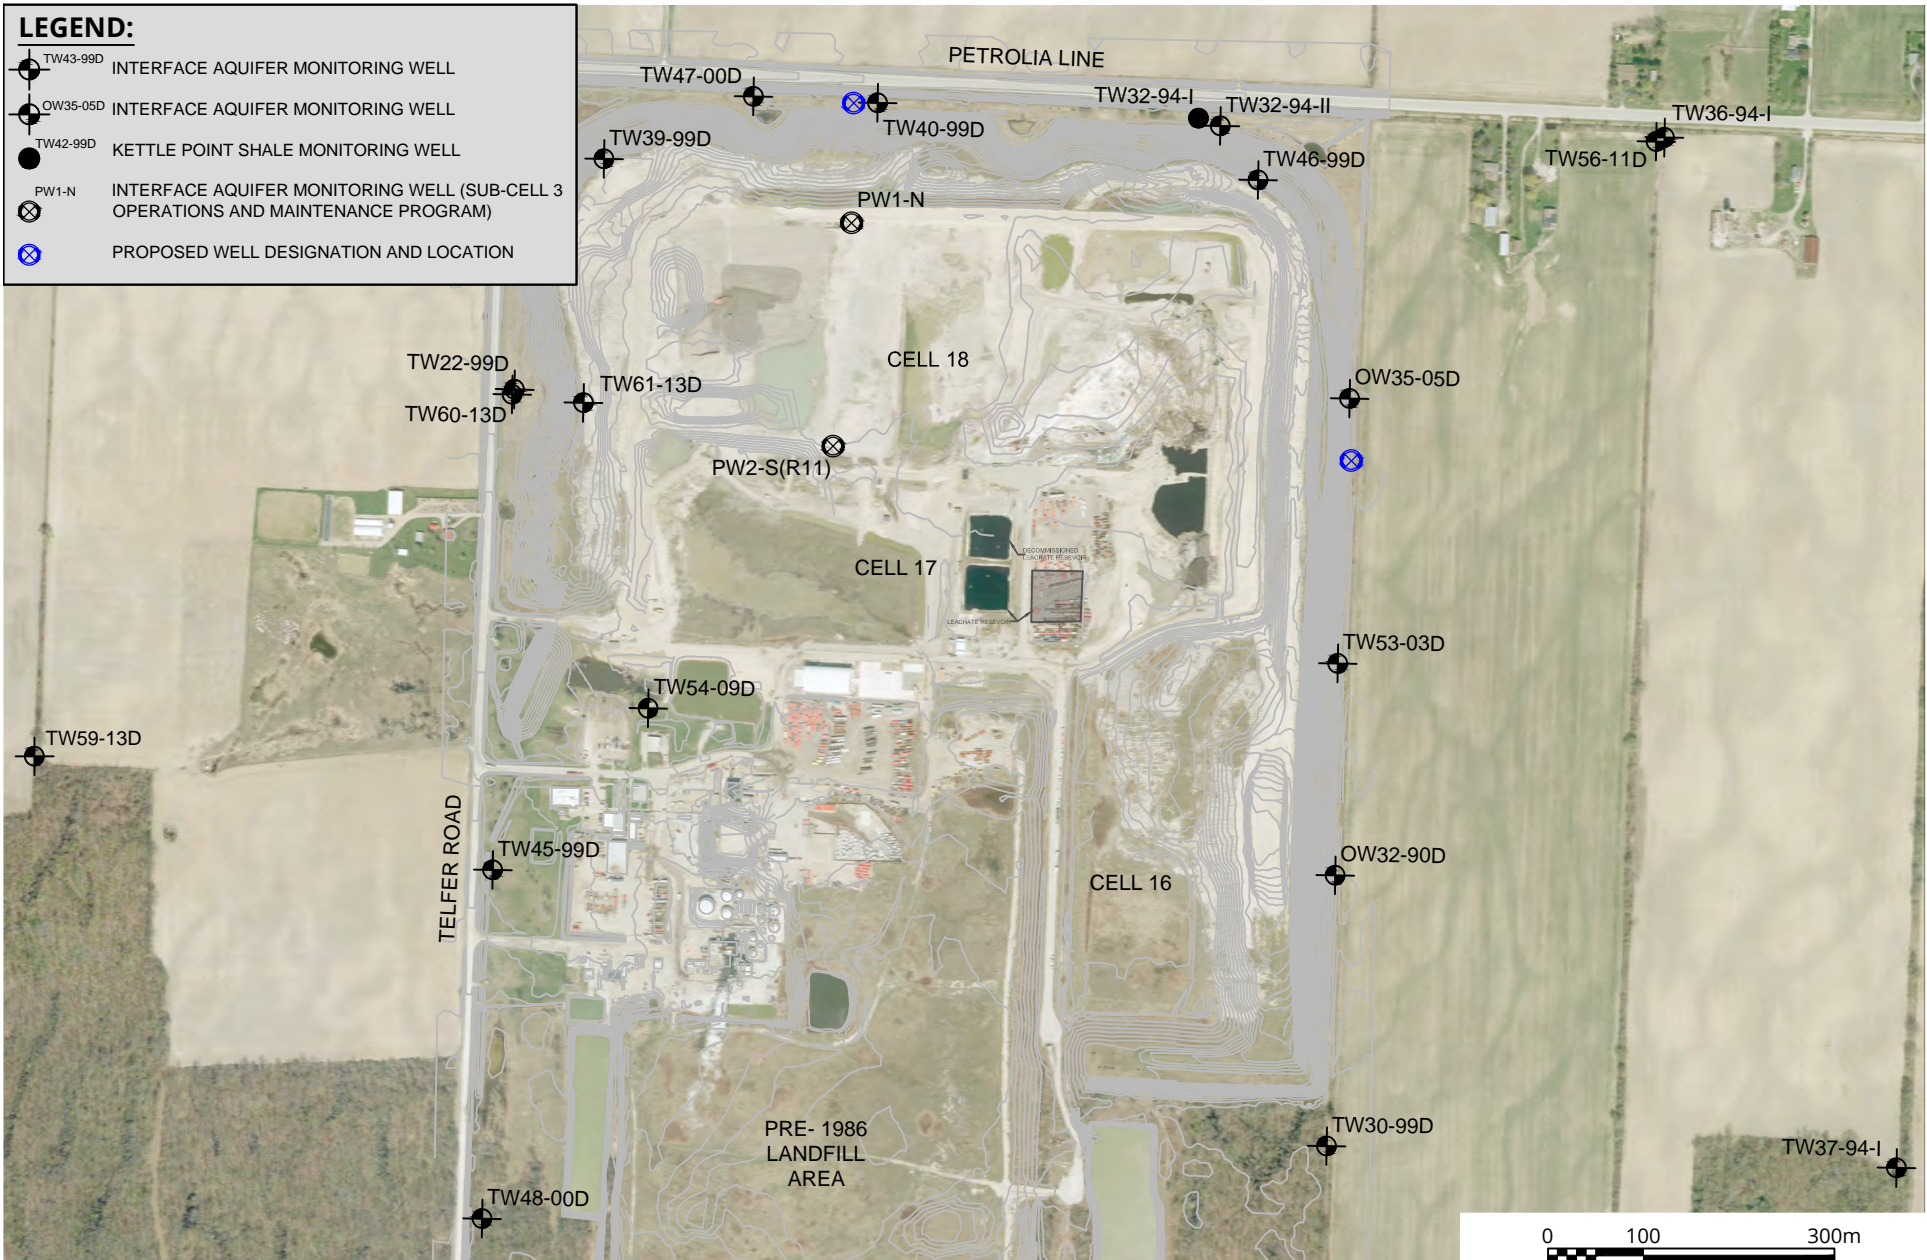 LEGEND:
TW43-99D INTERFACE AQUIFER MONITORING WELL
OW35-05D INTERFACE AQUIFER MONITORING WELL
TW42-99D KETTLE POINT SHALE MONITORING WELL
PW1-N INTERFACE AQUIFER MONITORING WELL (SUB-CELL 3
OPERATIONS AND MAINTENANCE PROGRAM)
PROPOSED WELL DESIGNATION AND LOCATION
PETROLIA LINE
TW47-00D
TW40-99D
TW32-94-I
TW32-94-II
TW36-94-I
TW56-11D
TW39-99D
TW46-99D
PW1-N
CELL 18
TW22-99D
TW60-13D
TW61-13D
OW35-05D
PW2-S(R11)
CELL 17
DECOMMISSIONED
LEACHATE RESEVOIR
LEACHATE RESEVOIR
TW53-03D
TW54-09D
TW59-13D
TELFER ROAD
TW45-99D
OW32-90D
CELL 16
PRE- 1986
LANDFILL
AREA
TW30-99D
TW37-94-I
TW48-00D
0 100 300m